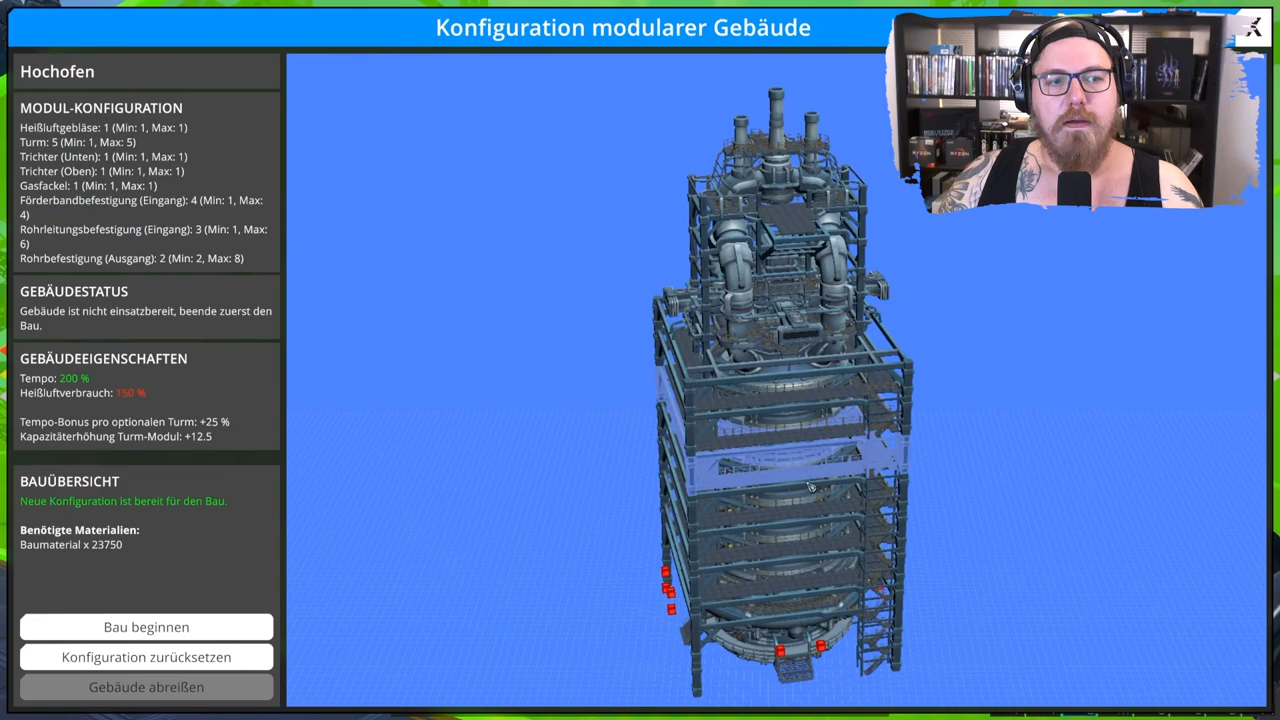 Konfiguration modularer Gebäude
Hochofen
MODUL-KONFIGURATION
Heißluftgebläse: 1 (Min: 1, Max: 1)
Turm: 5 (Min: 1, Max: 5)
Trichter (Unten): 1 (Min: 1, Max: 1)
Trichter (Oben): 1 (Min: 1, Max: 1)
Gasfackel: 1 (Min: 1, Max: 1)
Förderbandbefestigung (Eingang): 4 (Min: 1, Max:
4)
Rohrleitungsbefestigung (Eingang): 3 (Min: 1, Max:
6)
Rohrbefestigung (Ausgang): 2 (Min: 2, Max: 8)
GEBÄUDESTATUS
Gebäude ist nicht einsatzbereit, beende zuerst den
Bau.
GEBÄUDEEIGENSCHAFTEN
Tempo: 200 %
Heißluftverbrauch: 150 %
Tempo-Bonus pro optionalen Turm: +25 %
Kapazitäterhöhung Turm-Modul: +12.5
BAUÜBERSICHT
Neue Konfiguration ist bereit für den Bau.
Benötigte Materialien:
Baumaterial x 23750
Bau beginnen
Konfiguration zurücksetzen
Gebäude abreißen